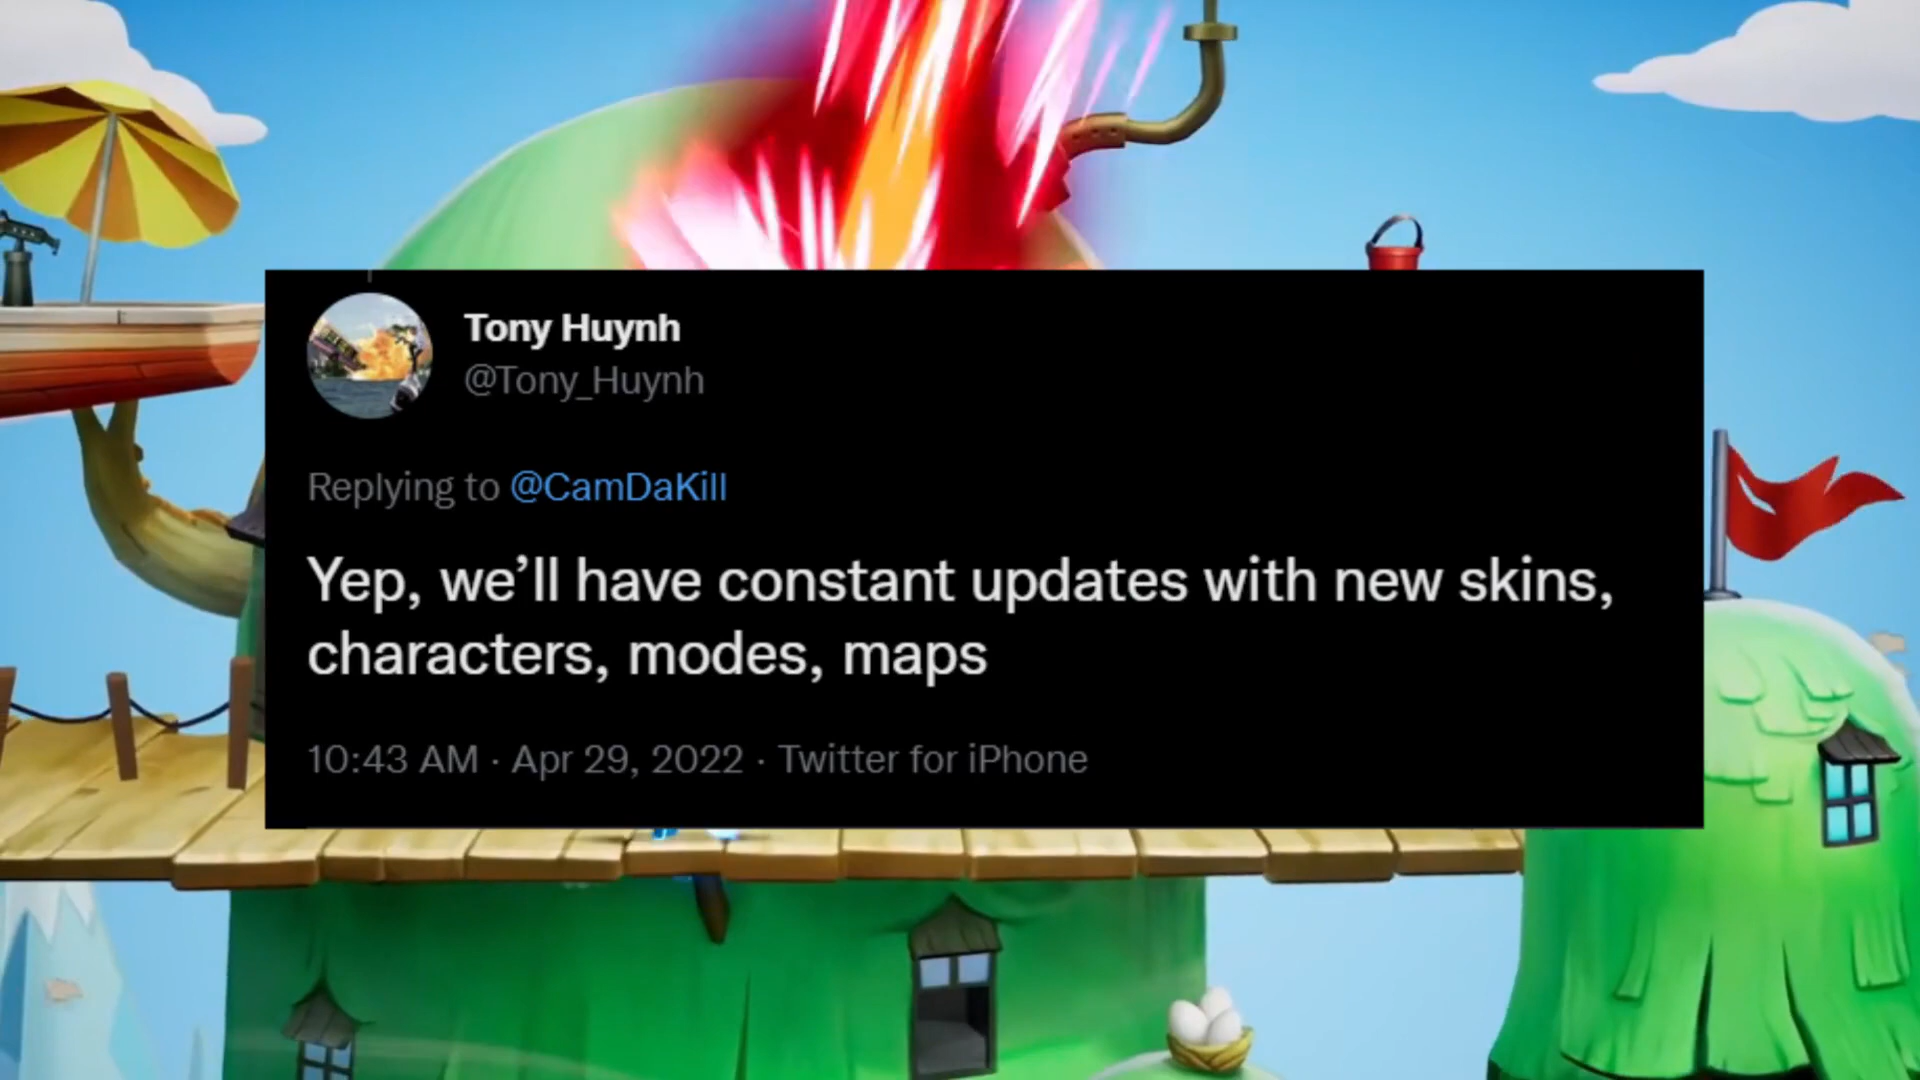 Tony Huynh
@Tony_Huynh
Replying to @CamDaKill
Yep, we’ll have constant updates with new skins,
characters, modes, maps
10:43 AM · Apr 29, 2022 · Twitter for iPhone